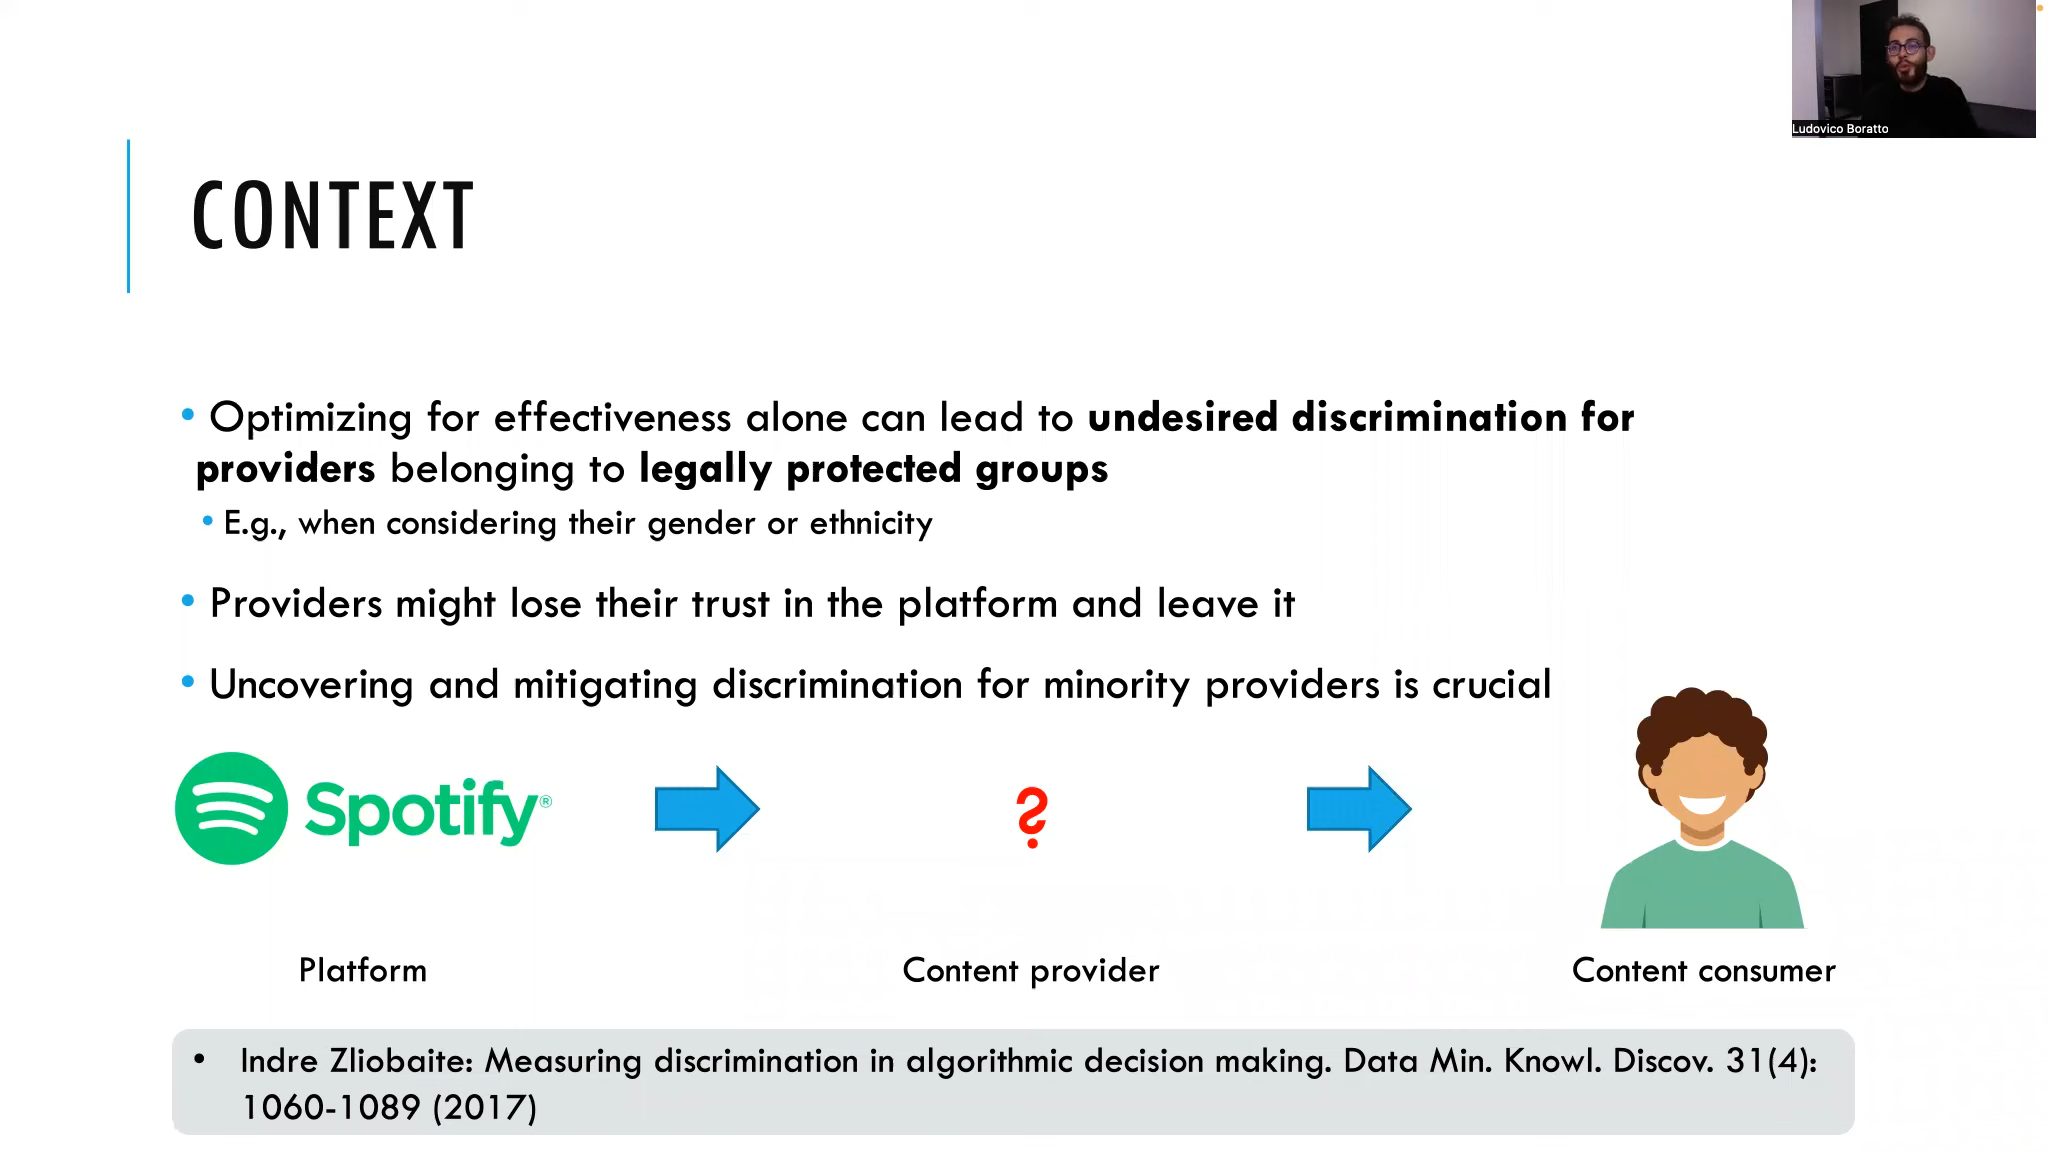 Ludovico Boratto
CONTEXT
• Optimizing for effectiveness alone can lead to undesired discrimination for
providers belonging to legally protected groups
• E.g., when considering their gender or ethnicity
• Providers might lose their trust in the platform and leave it
• Uncovering and mitigating discrimination for minority providers is crucial
Spotify®
?
Platform
Content provider
Content consumer
• Indre Zliobaite: Measuring discrimination in algorithmic decision making. Data Min. Knowl. Discov. 31(4):
1060-1089 (2017)